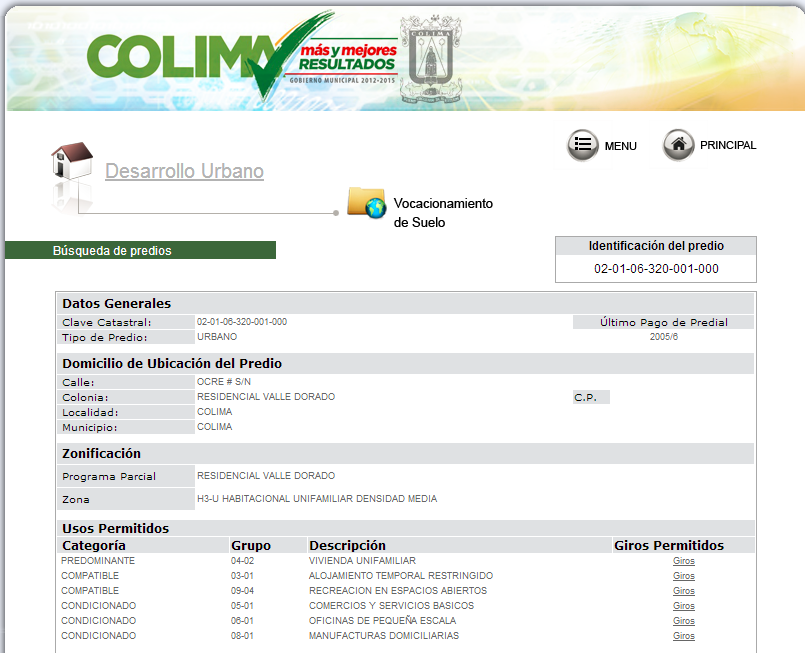 COLIMA
más y mejores
RESULTADOS
GOBIERNO MUNICIPAL 2012-2015
COLIMA
MENU
PRINCIPAL
Desarrollo Urbano
Vocacionamiento
de Suelo
Búsqueda de predios
Identificación del predio
02-01-06-320-001-000
Datos Generales
Clave Catastral: 02-01-06-320-001-000 Último Pago de Predial
Tipo de Predio: URBANO 2005/6
Domicilio de Ubicación del Predio
Calle: OCRE # S/N
Colonia: RESIDENCIAL VALLE DORADO C.P.
Localidad: COLIMA
Municipio: COLIMA
Zonificación
Programa Parcial RESIDENCIAL VALLE DORADO
Zona H3-U HABITACIONAL UNIFAMILIAR DENSIDAD MEDIA
Usos Permitidos
Categoría Grupo Descripción Giros Permitidos
PREDOMINANTE 04-02 VIVIENDA UNIFAMILIAR Giros
COMPATIBLE 03-01 ALOJAMIENTO TEMPORAL RESTRINGIDO Giros
COMPATIBLE 09-04 RECREACION EN ESPACIOS ABIERTOS Giros
CONDICIONADO 05-01 COMERCIOS Y SERVICIOS BASICOS Giros
CONDICIONADO 06-01 OFICINAS DE PEQUEÑA ESCALA Giros
CONDICIONADO 08-01 MANUFACTURAS DOMICILIARIAS Giros